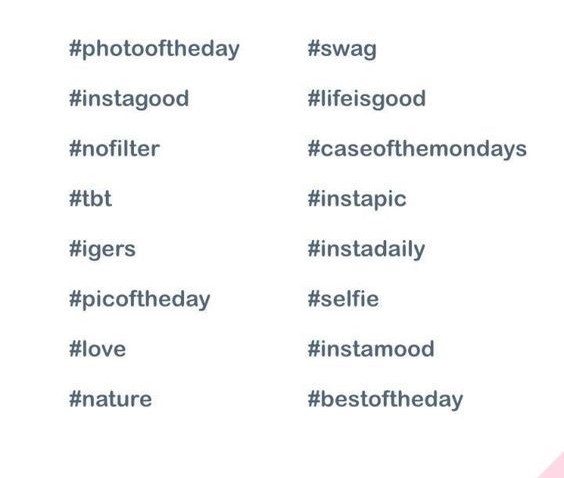 #photooftheday
#instagood
#nofilter
#tbt
#igers
#picoftheday
#love
#nature
#swag
#lifeisgood
#caseofthemondays
#instapic
#instadaily
#selfie
#instamood
#bestoftheday